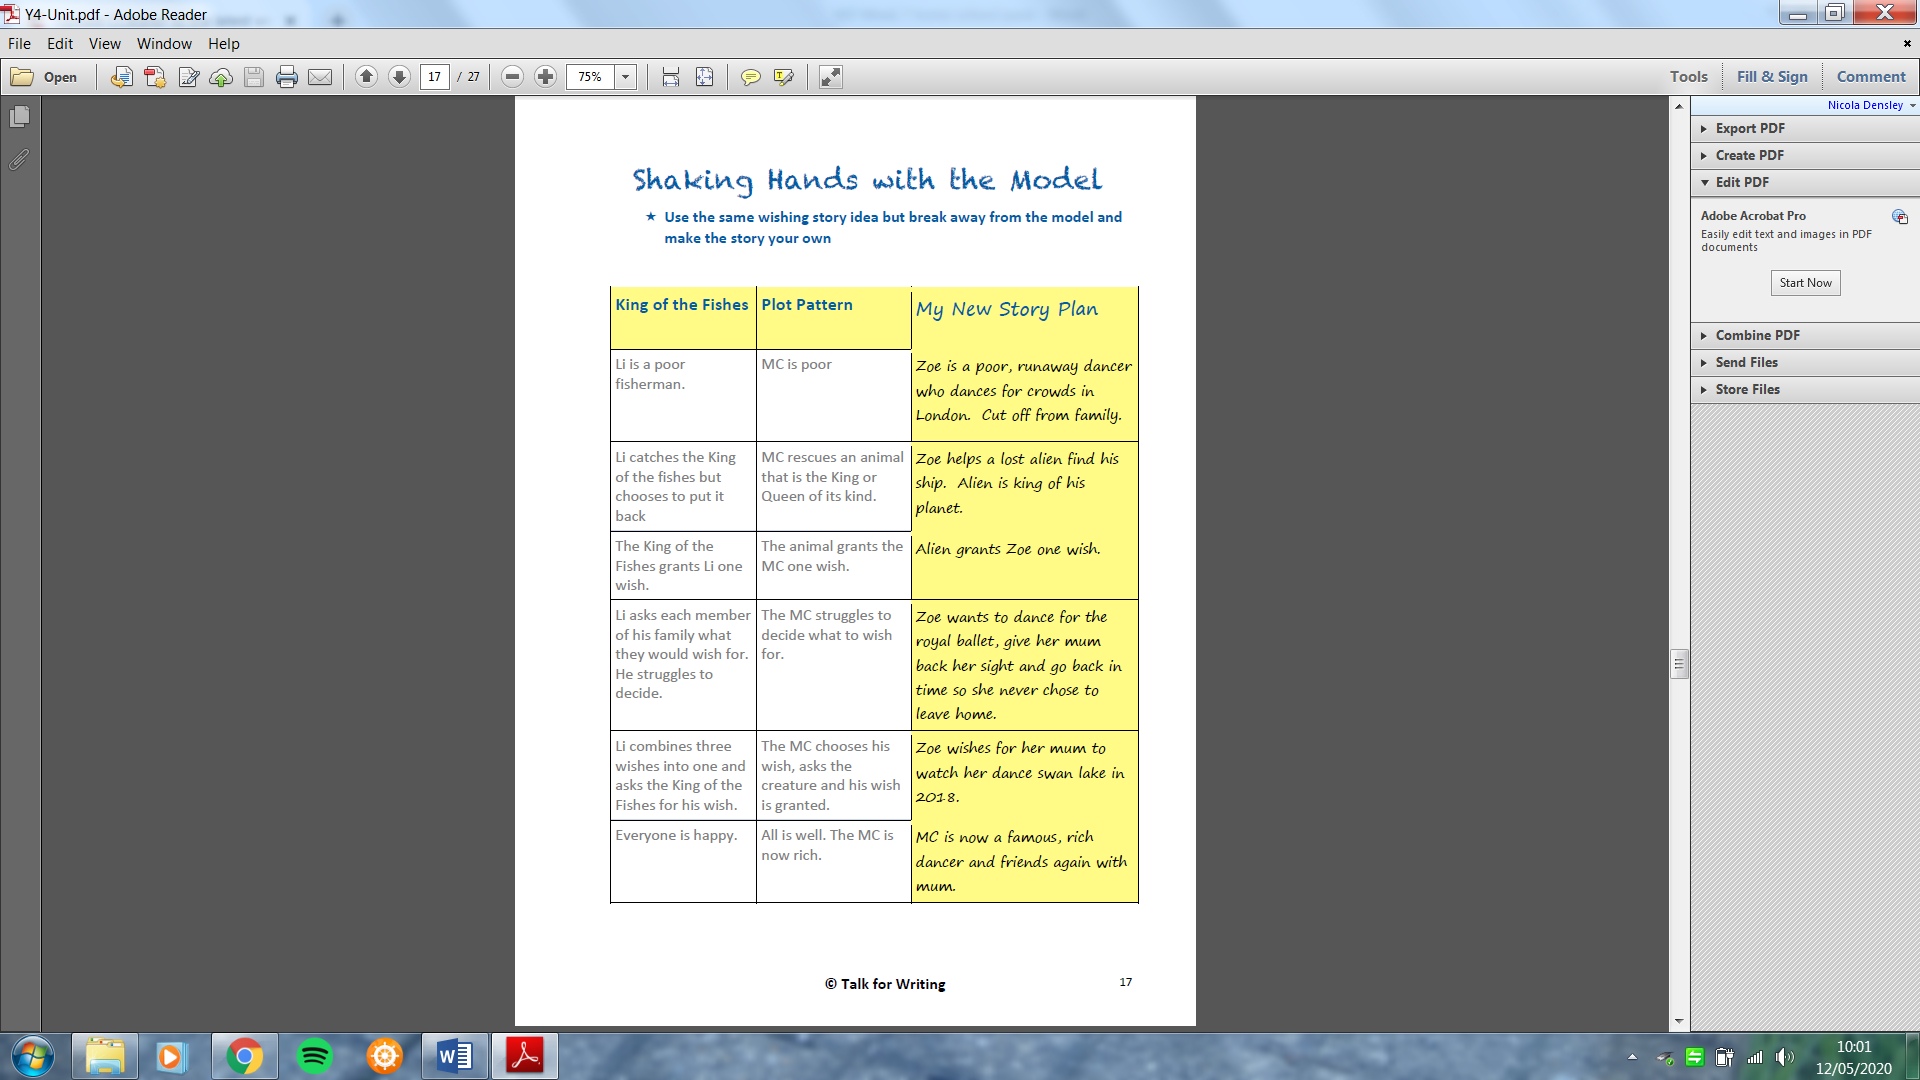 Y4-Unit.pdf - Adobe Reader
File Edit View Window Help
Open 17 / 27 75% Tools Fill & Sign Comment
Nicola Densley
Export PDF
Create PDF
Edit PDF
Adobe Acrobat Pro
Easily edit text and images in PDF
documents
Start Now
Combine PDF
Send Files
Store Files
Shaking Hands with the Model
★ Use the same wishing story idea but break away from the model and
make the story your own
King of the Fishes
Plot Pattern
My New Story Plan
Li is a poor
fisherman.
MC is poor
Zoe is a poor, runaway dancer
who dances for crowds in
London. Cut off from family.
Li catches the King
of the fishes but
chooses to put it
back
MC rescues an animal
that is the King or
Queen of its kind.
Zoe helps a lost alien find his
ship. Alien is king of his
planet.
The King of the
Fishes grants Li one
wish.
The animal grants the
MC one wish.
Alien grants Zoe one wish.
Li asks each member
of his family what
they would wish for.
He struggles to
decide.
The MC struggles to
decide what to wish
for.
Zoe wants to dance for the
royal ballet, give her mum
back her sight and go back in
time so she never chose to
leave home.
Li combines three
wishes into one and
asks the King of the
Fishes for his wish.
The MC chooses his
wish, asks the
creature and his wish
is granted.
Zoe wishes for her mum to
watch her dance swan lake in
2018.
Everyone is happy.
All is well. The MC is
now rich.
MC is now a famous, rich
dancer and friends again with
mum.
© Talk for Writing
17
10:01
12/05/2020